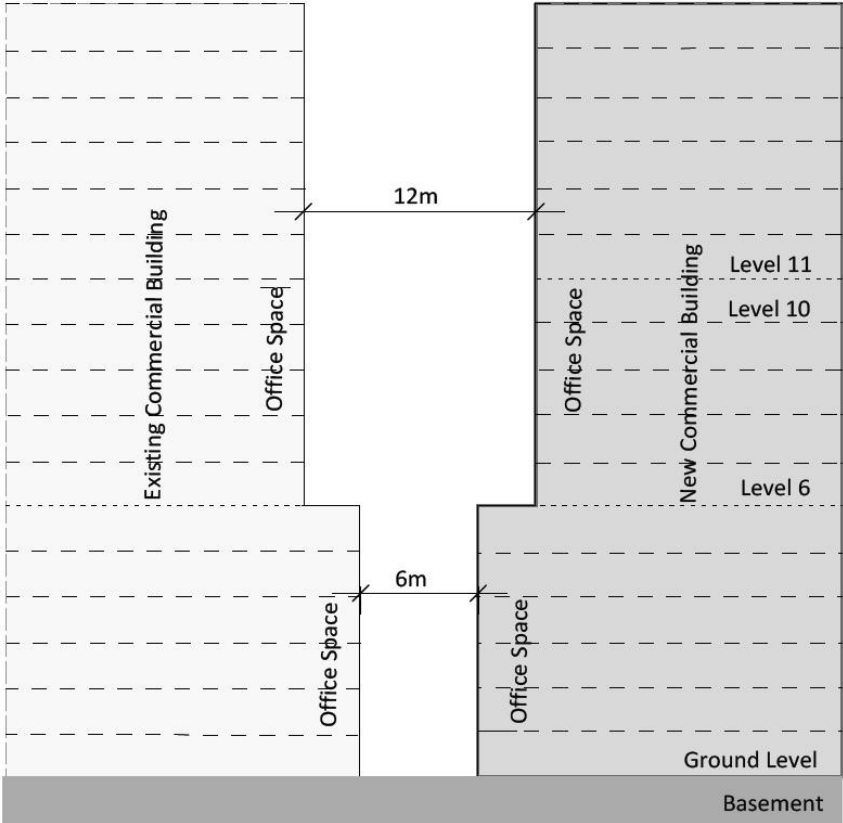 12m
Existing Commercial Building
Office Space
Office Space
New Commercial Building
Level 11
Level 10
Level 6
6m
Office Space
Office Space
Ground Level
Basement